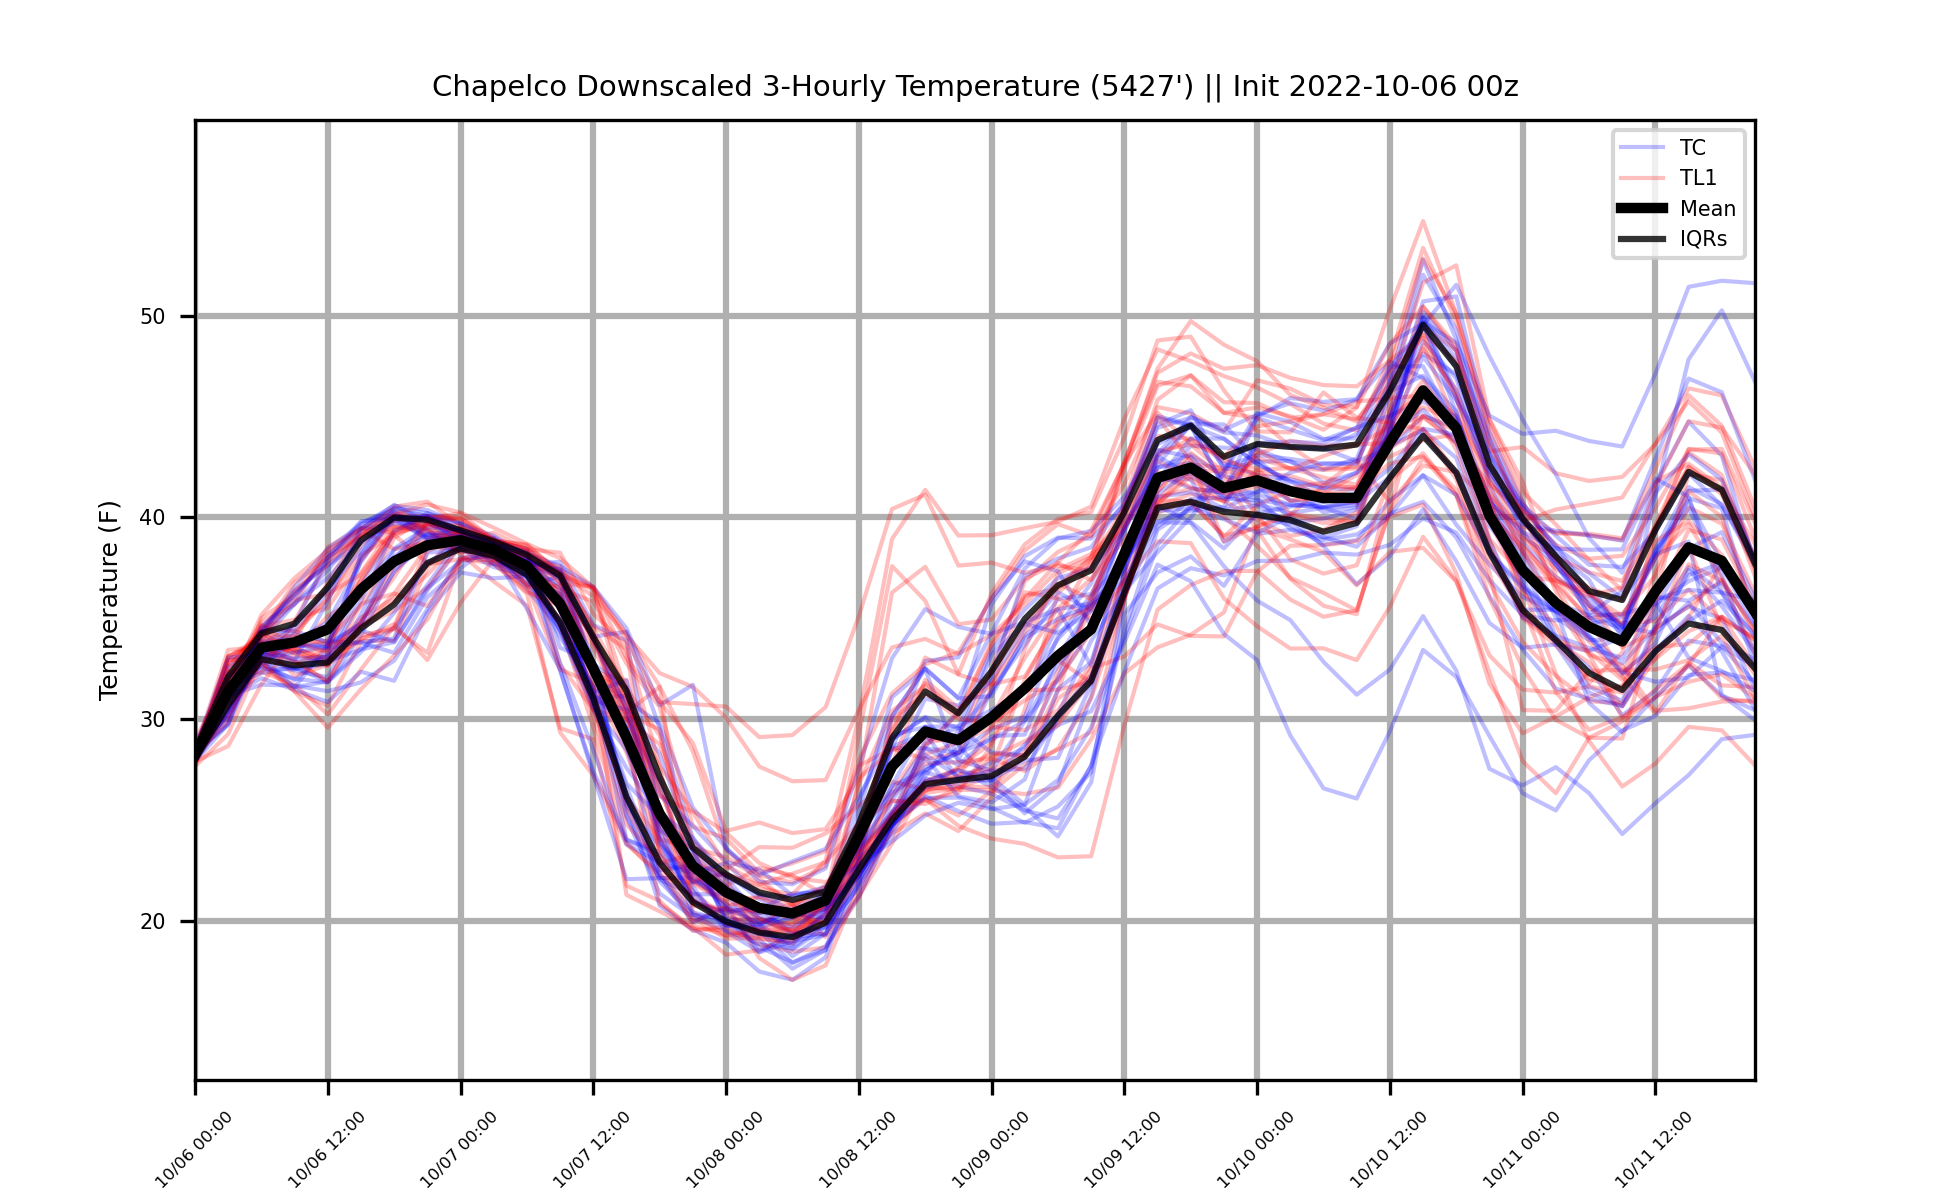 Chapelco Downscaled 3-Hourly Temperature (5427') || Init 2022-10-06 00z
TC
TL1
Mean
IQRs
Temperature (F)
50
40
30
20
10/06 00:00
10/06 12:00
10/07 00:00
10/07 12:00
10/08 00:00
10/08 12:00
10/09 00:00
10/09 12:00
10/10 00:00
10/10 12:00
10/11 00:00
10/11 12:00